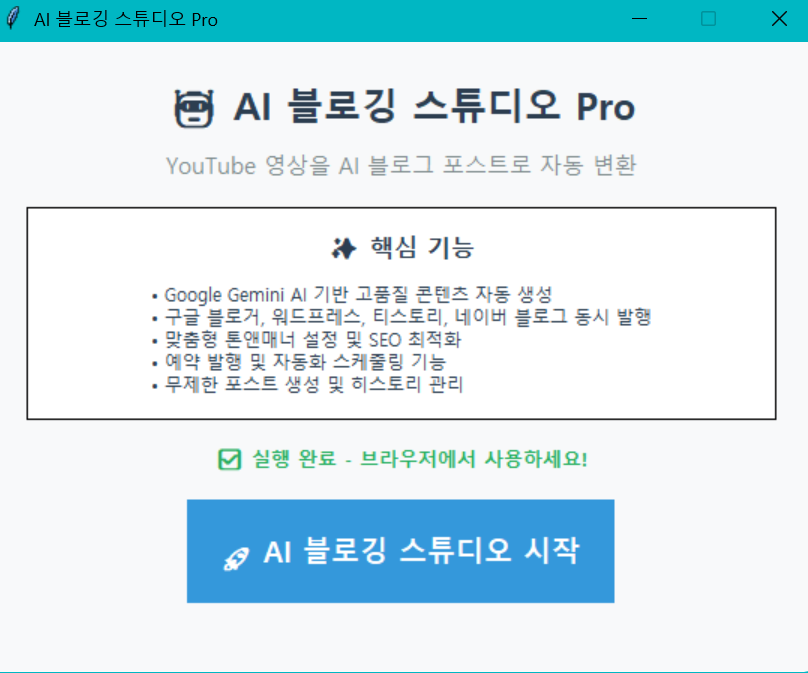 AI 블로깅 스튜디오 Pro
AI 블로깅 스튜디오 Pro
YouTube 영상을 AI 블로그 포스트로 자동 변환
핵심 기능
• Google Gemini AI 기반 고품질 콘텐츠 자동 생성
• 구글 블로거, 워드프레스, 티스토리, 네이버 블로그 동시 발행
• 맞춤형 톤앤매너 설정 및 SEO 최적화
• 예약 발행 및 자동화 스케줄링 기능
• 무제한 포스트 생성 및 히스토리 관리
실행 완료 - 브라우저에서 사용하세요!
AI 블로깅 스튜디오 시작